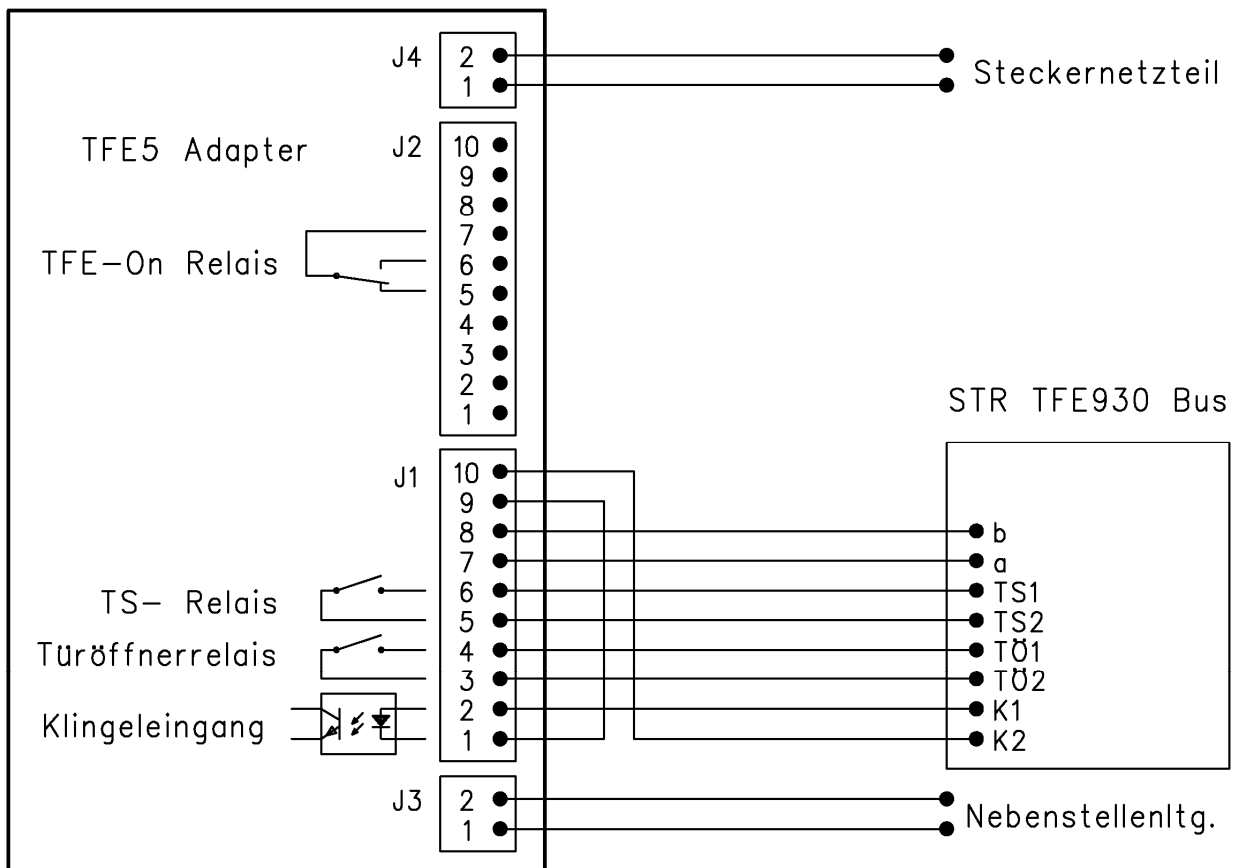 J4
2
1
Steckernetzteil
TFE5 Adapter
J2
10
9
8
7
6
5
4
3
2
1
TFE-On Relais
STR TFE930 Bus
J1
10
9
8
7
6
5
4
3
2
1
b
a
TS1
TS2
TÖ1
TÖ2
K1
K2
TS- Relais
Türöffnerrelais
Klingeleingang
J3
2
1
Nebenstellenltg.